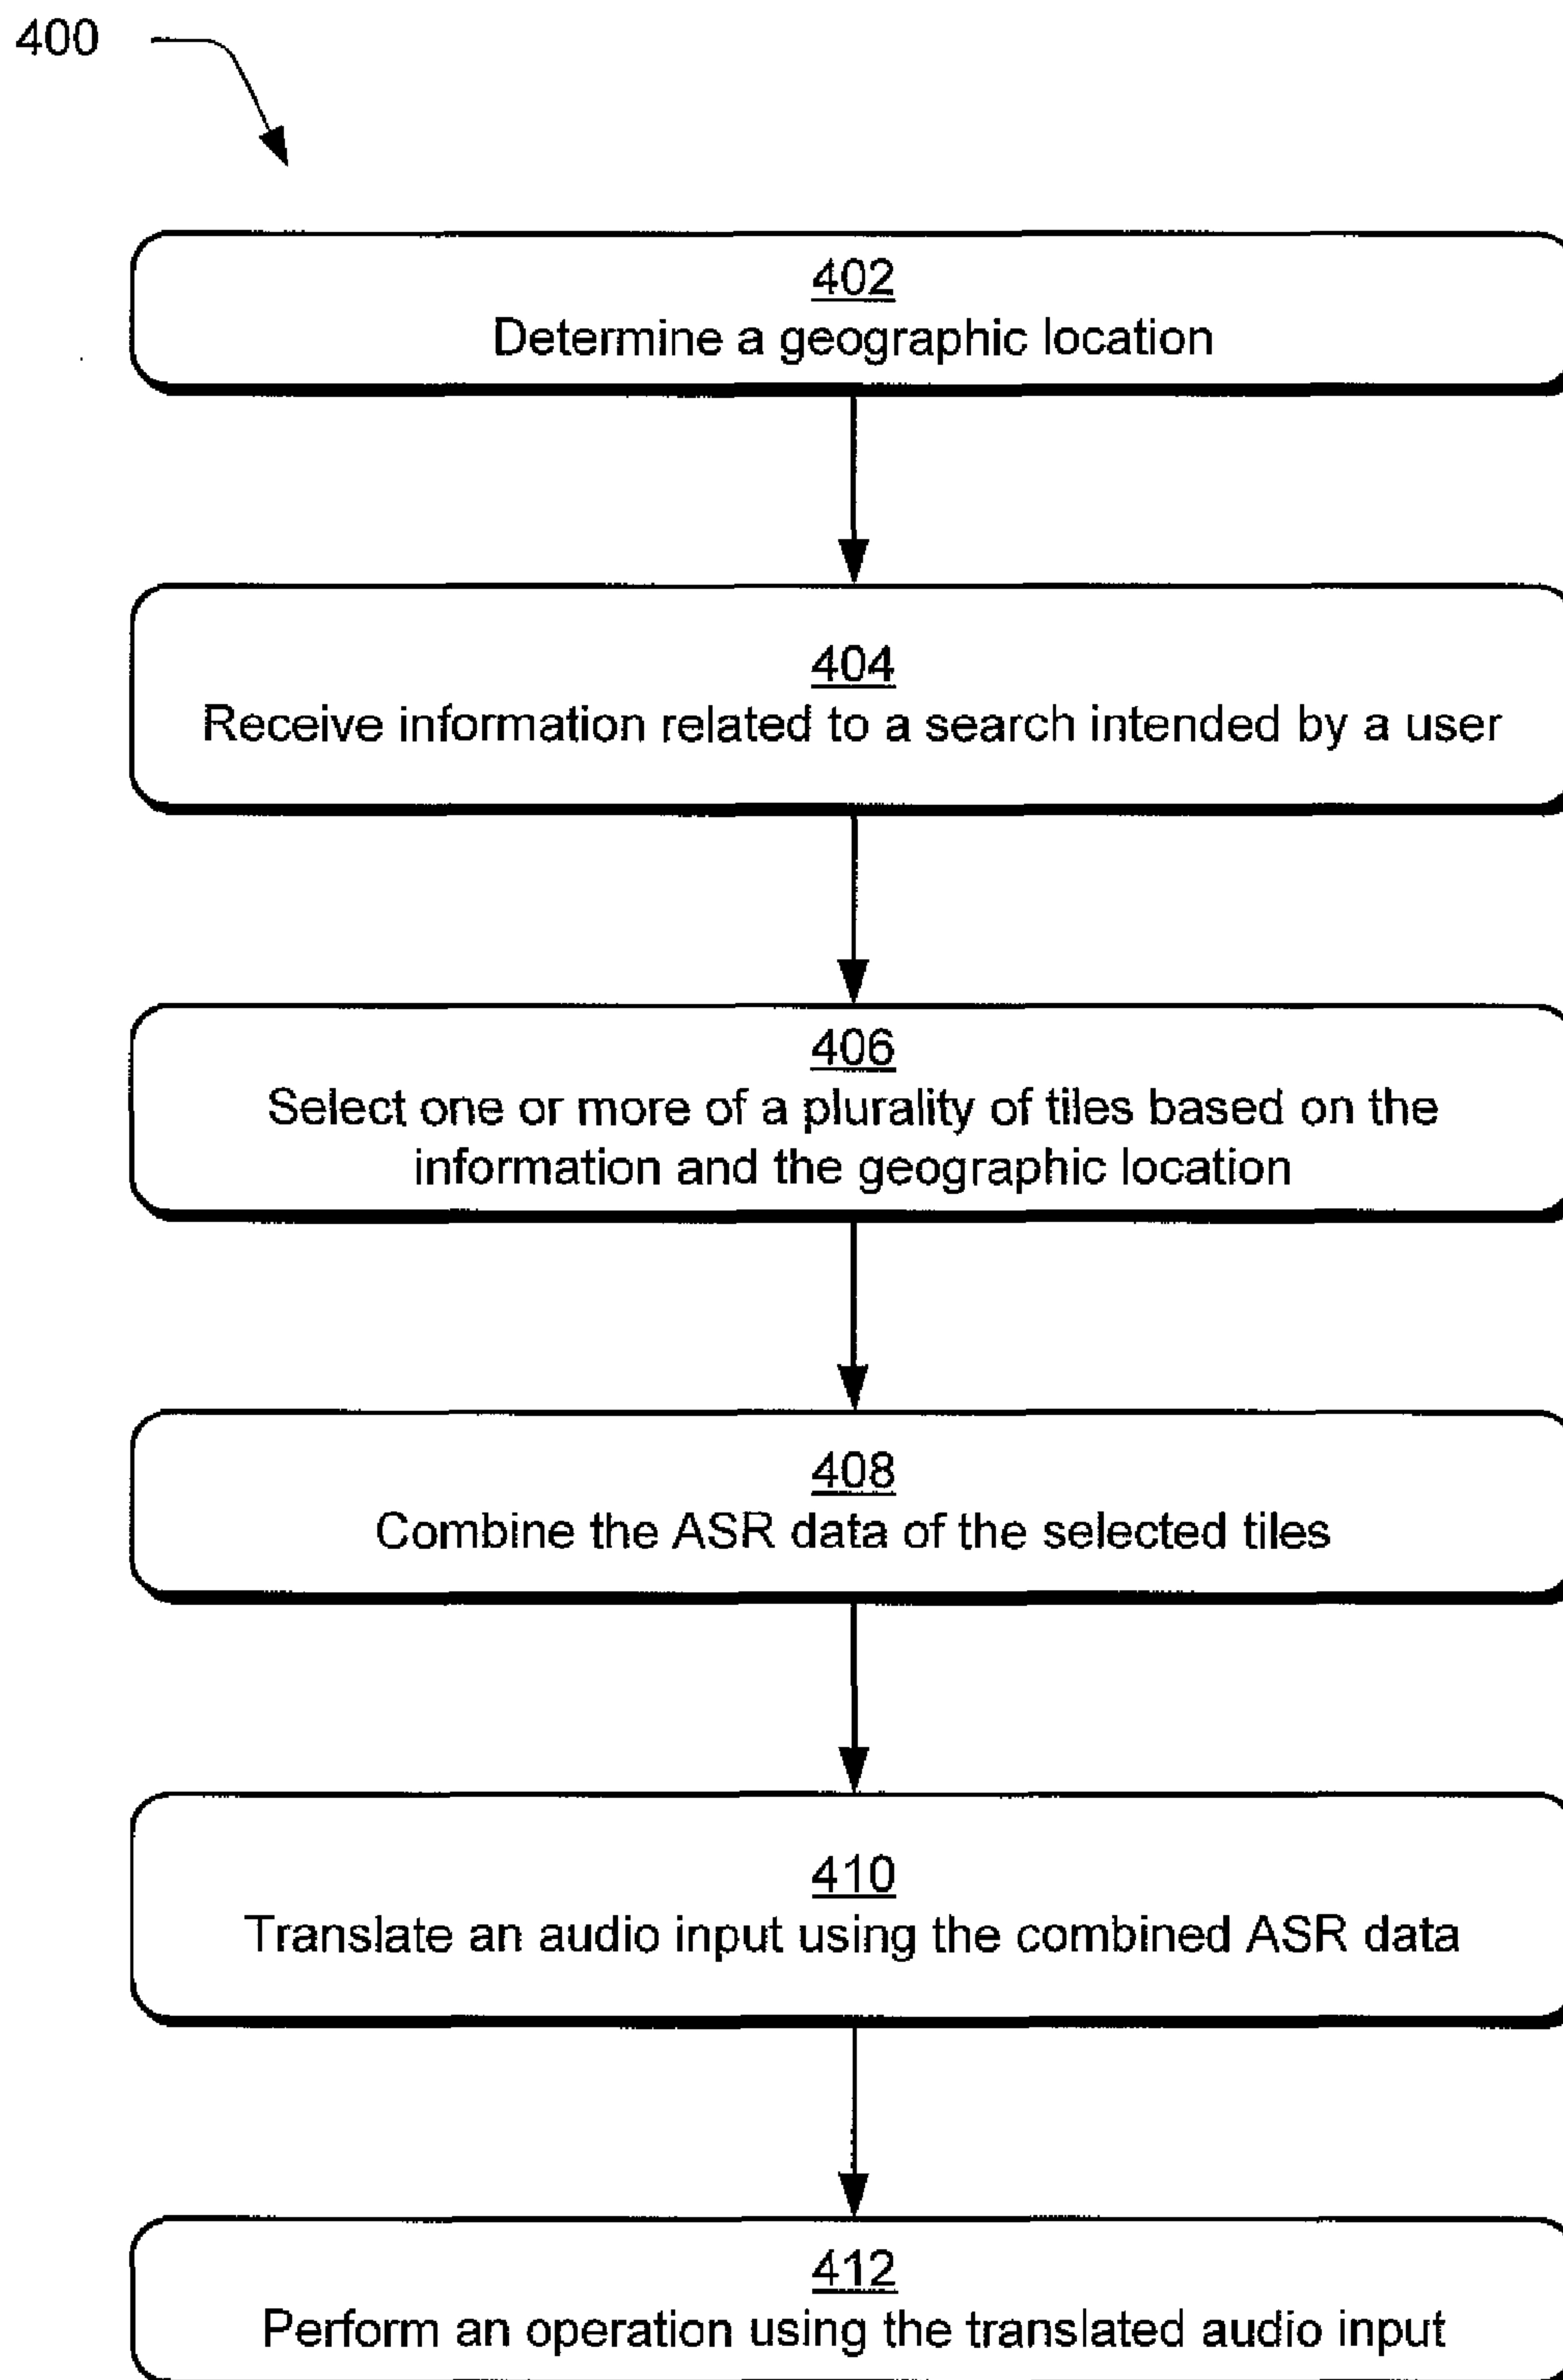 400
402
Determine a geographic location
404
Receive information related to a search intended by a user
406
Select one or more of a plurality of tiles based on the
information and the geographic location
408
Combine the ASR data of the selected tiles
410
Translate an audio input using the combined ASR data
412
Perform an operation using the translated audio input